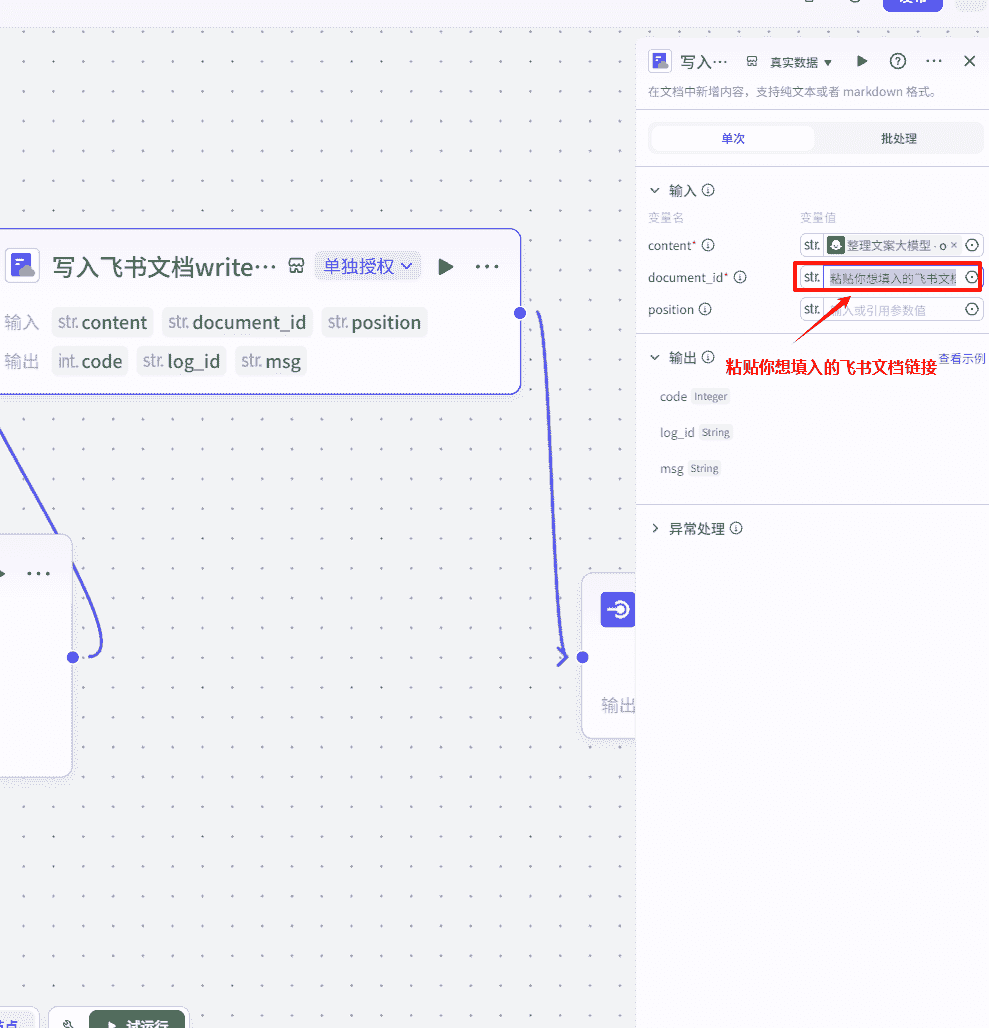 发布
写入… 真实数据
在文档中新增内容，支持纯文本或者 markdown 格式。
单次 批处理
输入
变量名 变量值
content* str. 整理文案大模型 · o ×
document_id* str. 粘贴你想填入的飞书文档
position str. 输入或引用参数值
输出 查看示例
粘贴你想填入的飞书文档链接
code Integer
log_id String
msg String
异常处理
写入飞书文档write… 单独授权
输入 str. content str. document_id str. position
输出 int. code str. log_id str. msg
输出
节点 试运行